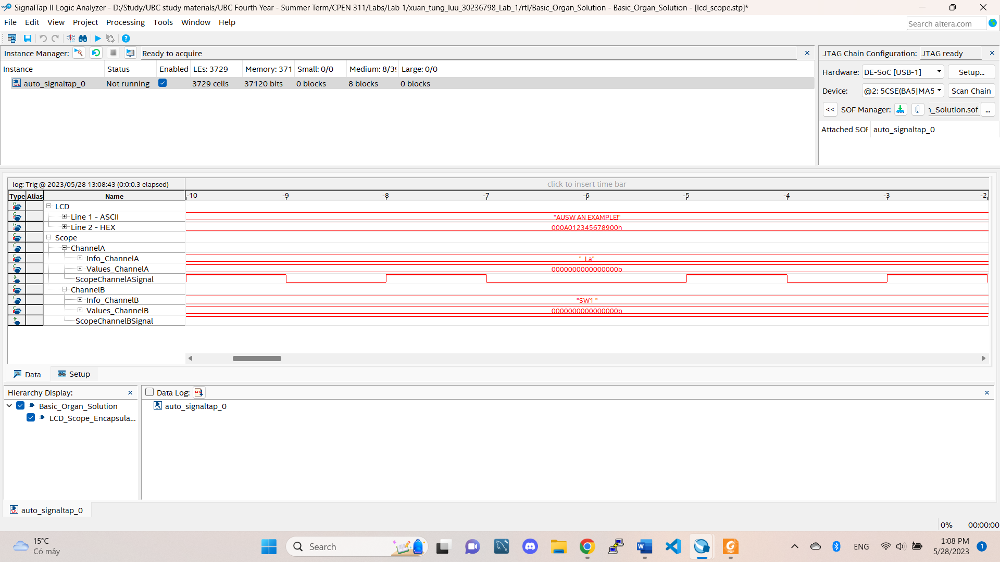 SignalTap II Logic Analyzer - D:/Study/UBC study materials/UBC Fourth Year - Summer Term/CPEN 311/Labs/Lab 1/xuan_tung_luu_30236798_Lab_1/rtl/Basic_Organ_Solution - Basic_Organ_Solution - [lcd_scope.stp]*
File Edit View Project Processing Tools Window Help
Search altera.com
Instance Manager: Ready to acquire
JTAG Chain Configuration: JTAG ready
Instance Status Enabled LEs: 3729 Memory: 371 Small: 0/0 Medium: 8/39 Large: 0/0
auto_signaltap_0 Not running 3729 cells 37120 bits 0 blocks 8 blocks 0 blocks
Hardware: DE-SoC [USB-1] Setup...
Device: @2: 5CSE(BA5|MA5 Scan Chain
<< SOF Manager: n_Solution.sof ...
Attached SOF auto_signaltap_0
log: Trig @ 2023/05/28 13:08:43 (0:0:0.3 elapsed) click to insert time bar
Type Alias Name -10 -9 -8 -7 -6 -5 -4 -3 -2
LCD
Line 1 - ASCII "AUSW AN EXAMPLE!"
Line 2 - HEX 000A012345678900h
Scope
ChannelA
Info_ChannelA " La"
Values_ChannelA 0000000000000000b
ScopeChannelASignal
ChannelB
Info_ChannelB "SW1 "
Values_ChannelB 0000000000000000b
ScopeChannelBSignal
Data Setup
Hierarchy Display:
Basic_Organ_Solution
LCD_Scope_Encapsula...
Data Log:
auto_signaltap_0
auto_signaltap_0
0% 00:00:00
15°C
Có mây
Search
ENG
1:08 PM
5/28/2023
1